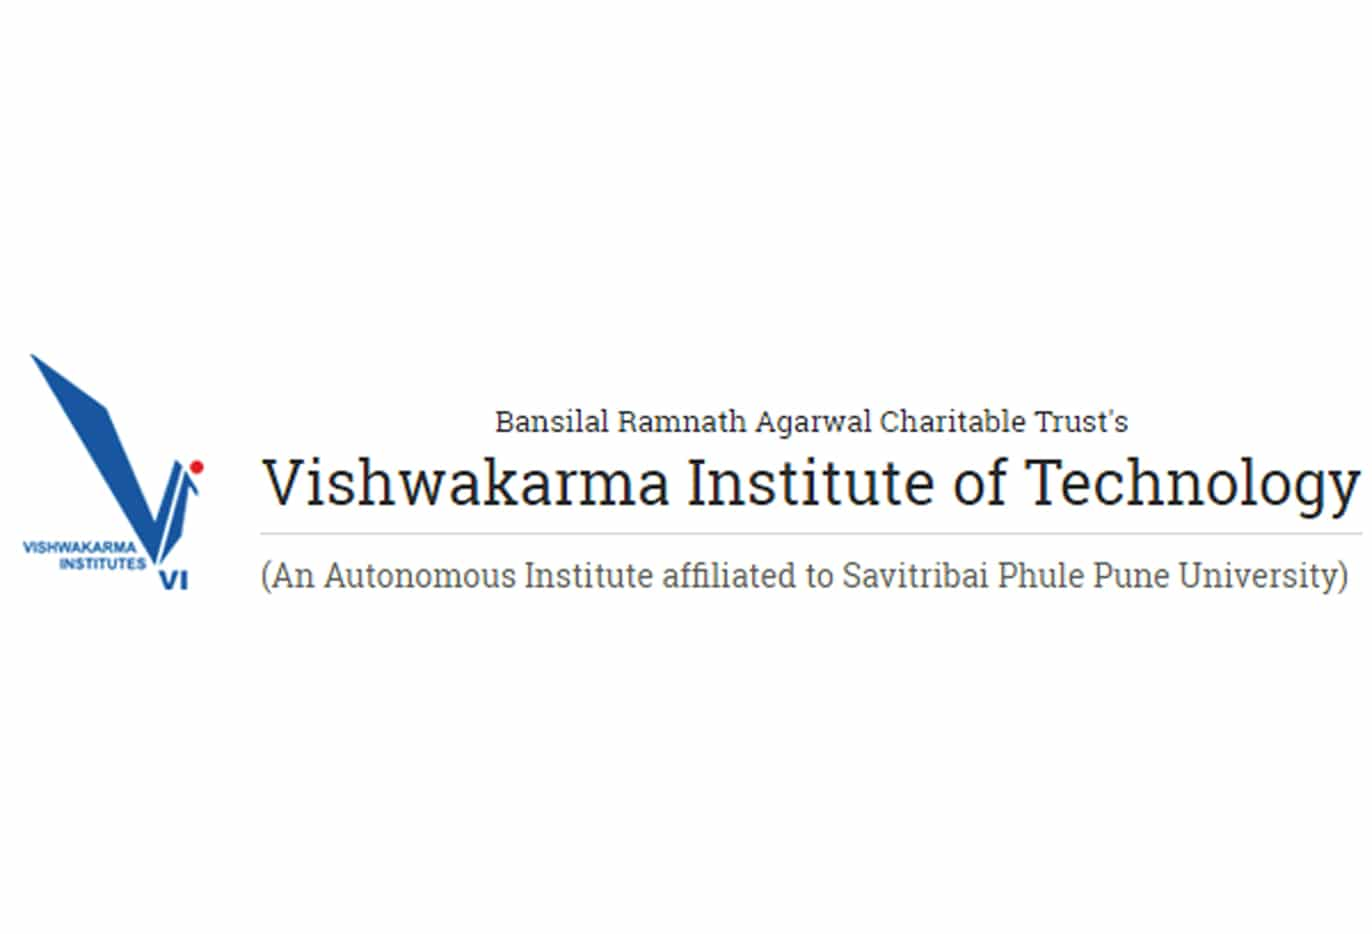 Bansilal Ramnath Agarwal Charitable Trust's
Vishwakarma Institute of Technology
(An Autonomous Institute affiliated to Savitribai Phule Pune University)
VISHWAKARMA
INSTITUTES
VI